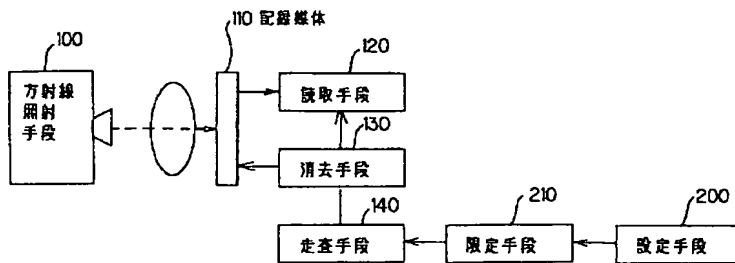 100
方射線
照射
手段
110 記録媒体
120
読取手段
130
消去手段
140
走査手段
210
限定手段
200
設定手段